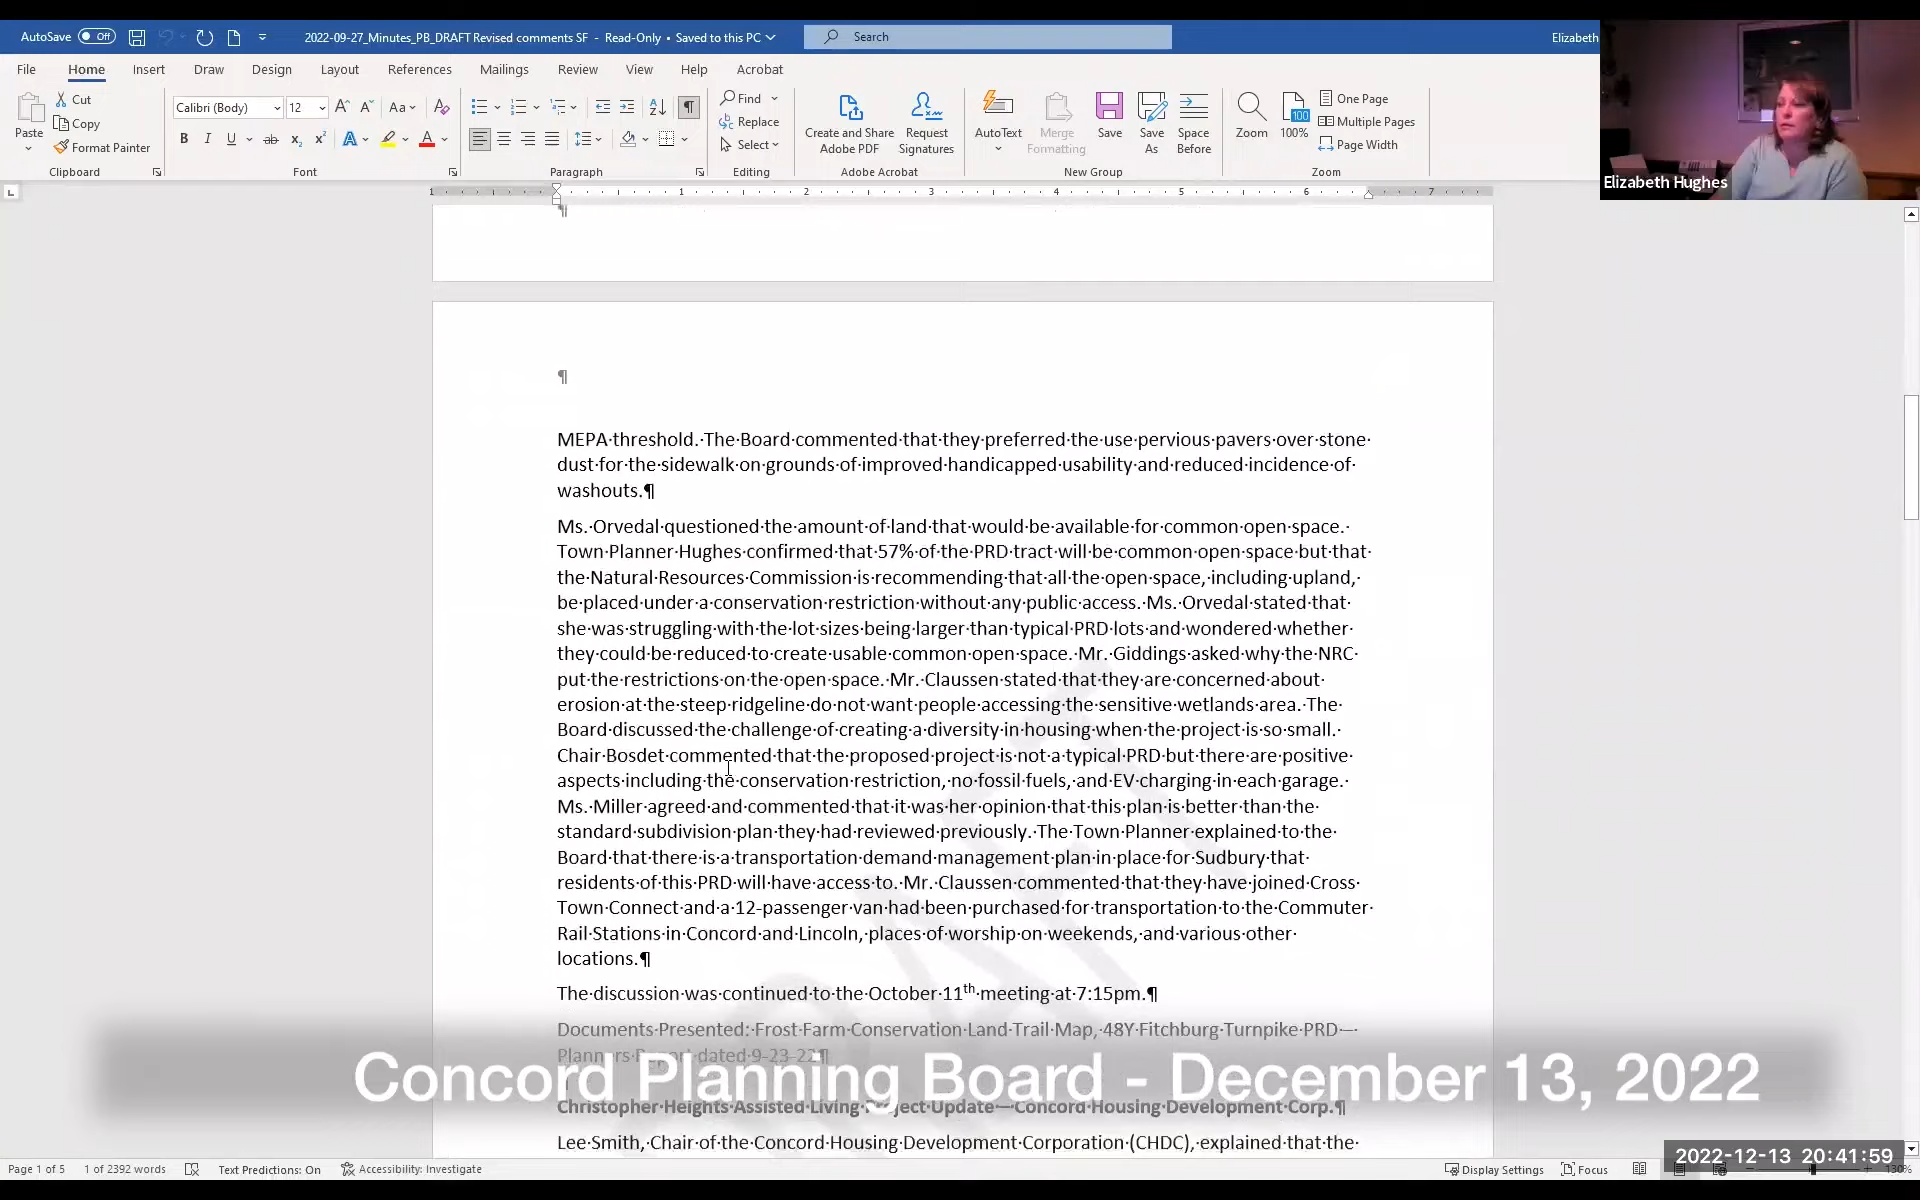 AutoSave Off 2022-09-27_Minutes_PB_DRAFT Revised comments SF - Read-Only • Saved to this PC Search Elizabeth
File Home Insert Draw Design Layout References Mailings Review View Help Acrobat
Paste Cut Copy Format Painter Clipboard
Calibri (Body) 12 Font
Paragraph
Find Replace Select Editing
Create and Share Adobe PDF Request Signatures Adobe Acrobat
AutoText Merge Formatting Save Save As Space Before New Group
Zoom 100% One Page Multiple Pages Page Width Zoom
Elizabeth Hughes
1 1 2 3 4 5 6 7
¶
¶
MEPA·threshold.·The·Board·commented·that·they·preferred·the·use·pervious·pavers·over·stone·
dust·for·the·sidewalk·on·grounds·of·improved·handicapped·usability·and·reduced·incidence·of·
washouts.¶
Ms.·Orvedal·questioned·the·amount·of·land·that·would·be·available·for·common·open·space.·
Town·Planner·Hughes·confirmed·that·57%·of·the·PRD·tract·will·be·common·open·space·but·that·
the·Natural·Resources·Commission·is·recommending·that·all·the·open·space,·including·upland,·
be·placed·under·a·conservation·restriction·without·any·public·access.·Ms.·Orvedal·stated·that·
she·was·struggling·with·the·lot·sizes·being·larger·than·typical·PRD·lots·and·wondered·whether·
they·could·be·reduced·to·create·usable·common·open·space.·Mr.·Giddings·asked·why·the·NRC·
put·the·restrictions·on·the·open·space.·Mr.·Claussen·stated·that·they·are·concerned·about·
erosion·at·the·steep·ridgeline·do·not·want·people·accessing·the·sensitive·wetlands·area.·The·
Board·discussed·the·challenge·of·creating·a·diversity·in·housing·when·the·project·is·so·small.·
Chair·Bosdet·commented·that·the·proposed·project·is·not·a·typical·PRD·but·there·are·positive·
aspects·including·the·conservation·restriction,·no·fossil·fuels,·and·EV·charging·in·each·garage.·
Ms.·Miller·agreed·and·commented·that·it·was·her·opinion·that·this·plan·is·better·than·the·
standard·subdivision·plan·they·had·reviewed·previously.·The·Town·Planner·explained·to·the·
Board·that·there·is·a·transportation·demand·management·plan·in·place·for·Sudbury·that·
residents·of·this·PRD·will·have·access·to.·Mr.·Claussen·commented·that·they·have·joined·Cross·
Town·Connect·and·a·12-passenger·van·had·been·purchased·for·transportation·to·the·Commuter·
Rail·Stations·in·Concord·and·Lincoln,·places·of·worship·on·weekends,·and·various·other·
locations.¶
The·discussion·was·continued·to·the·October·11th·meeting·at·7:15pm.¶
Documents·Presented:·Frost·Farm·Conservation·Land·Trail·Map,·48Y·Fitchburg·Turnpike·PRD·—·
Planners·Report·dated·9-23-22¶
Concord Planning Board - December 13, 2022
Christopher·Heights·Assisted·Living·Project·Update·—·Concord·Housing·Development·Corp.¶
Lee·Smith,·Chair·of·the·Concord·Housing·Development·Corporation·(CHDC),·explained·that·the·
DRAFT
Page 1 of 5 1 of 2392 words Text Predictions: On Accessibility: Investigate Display Settings Focus 130%
2022-12-13 20:41:59